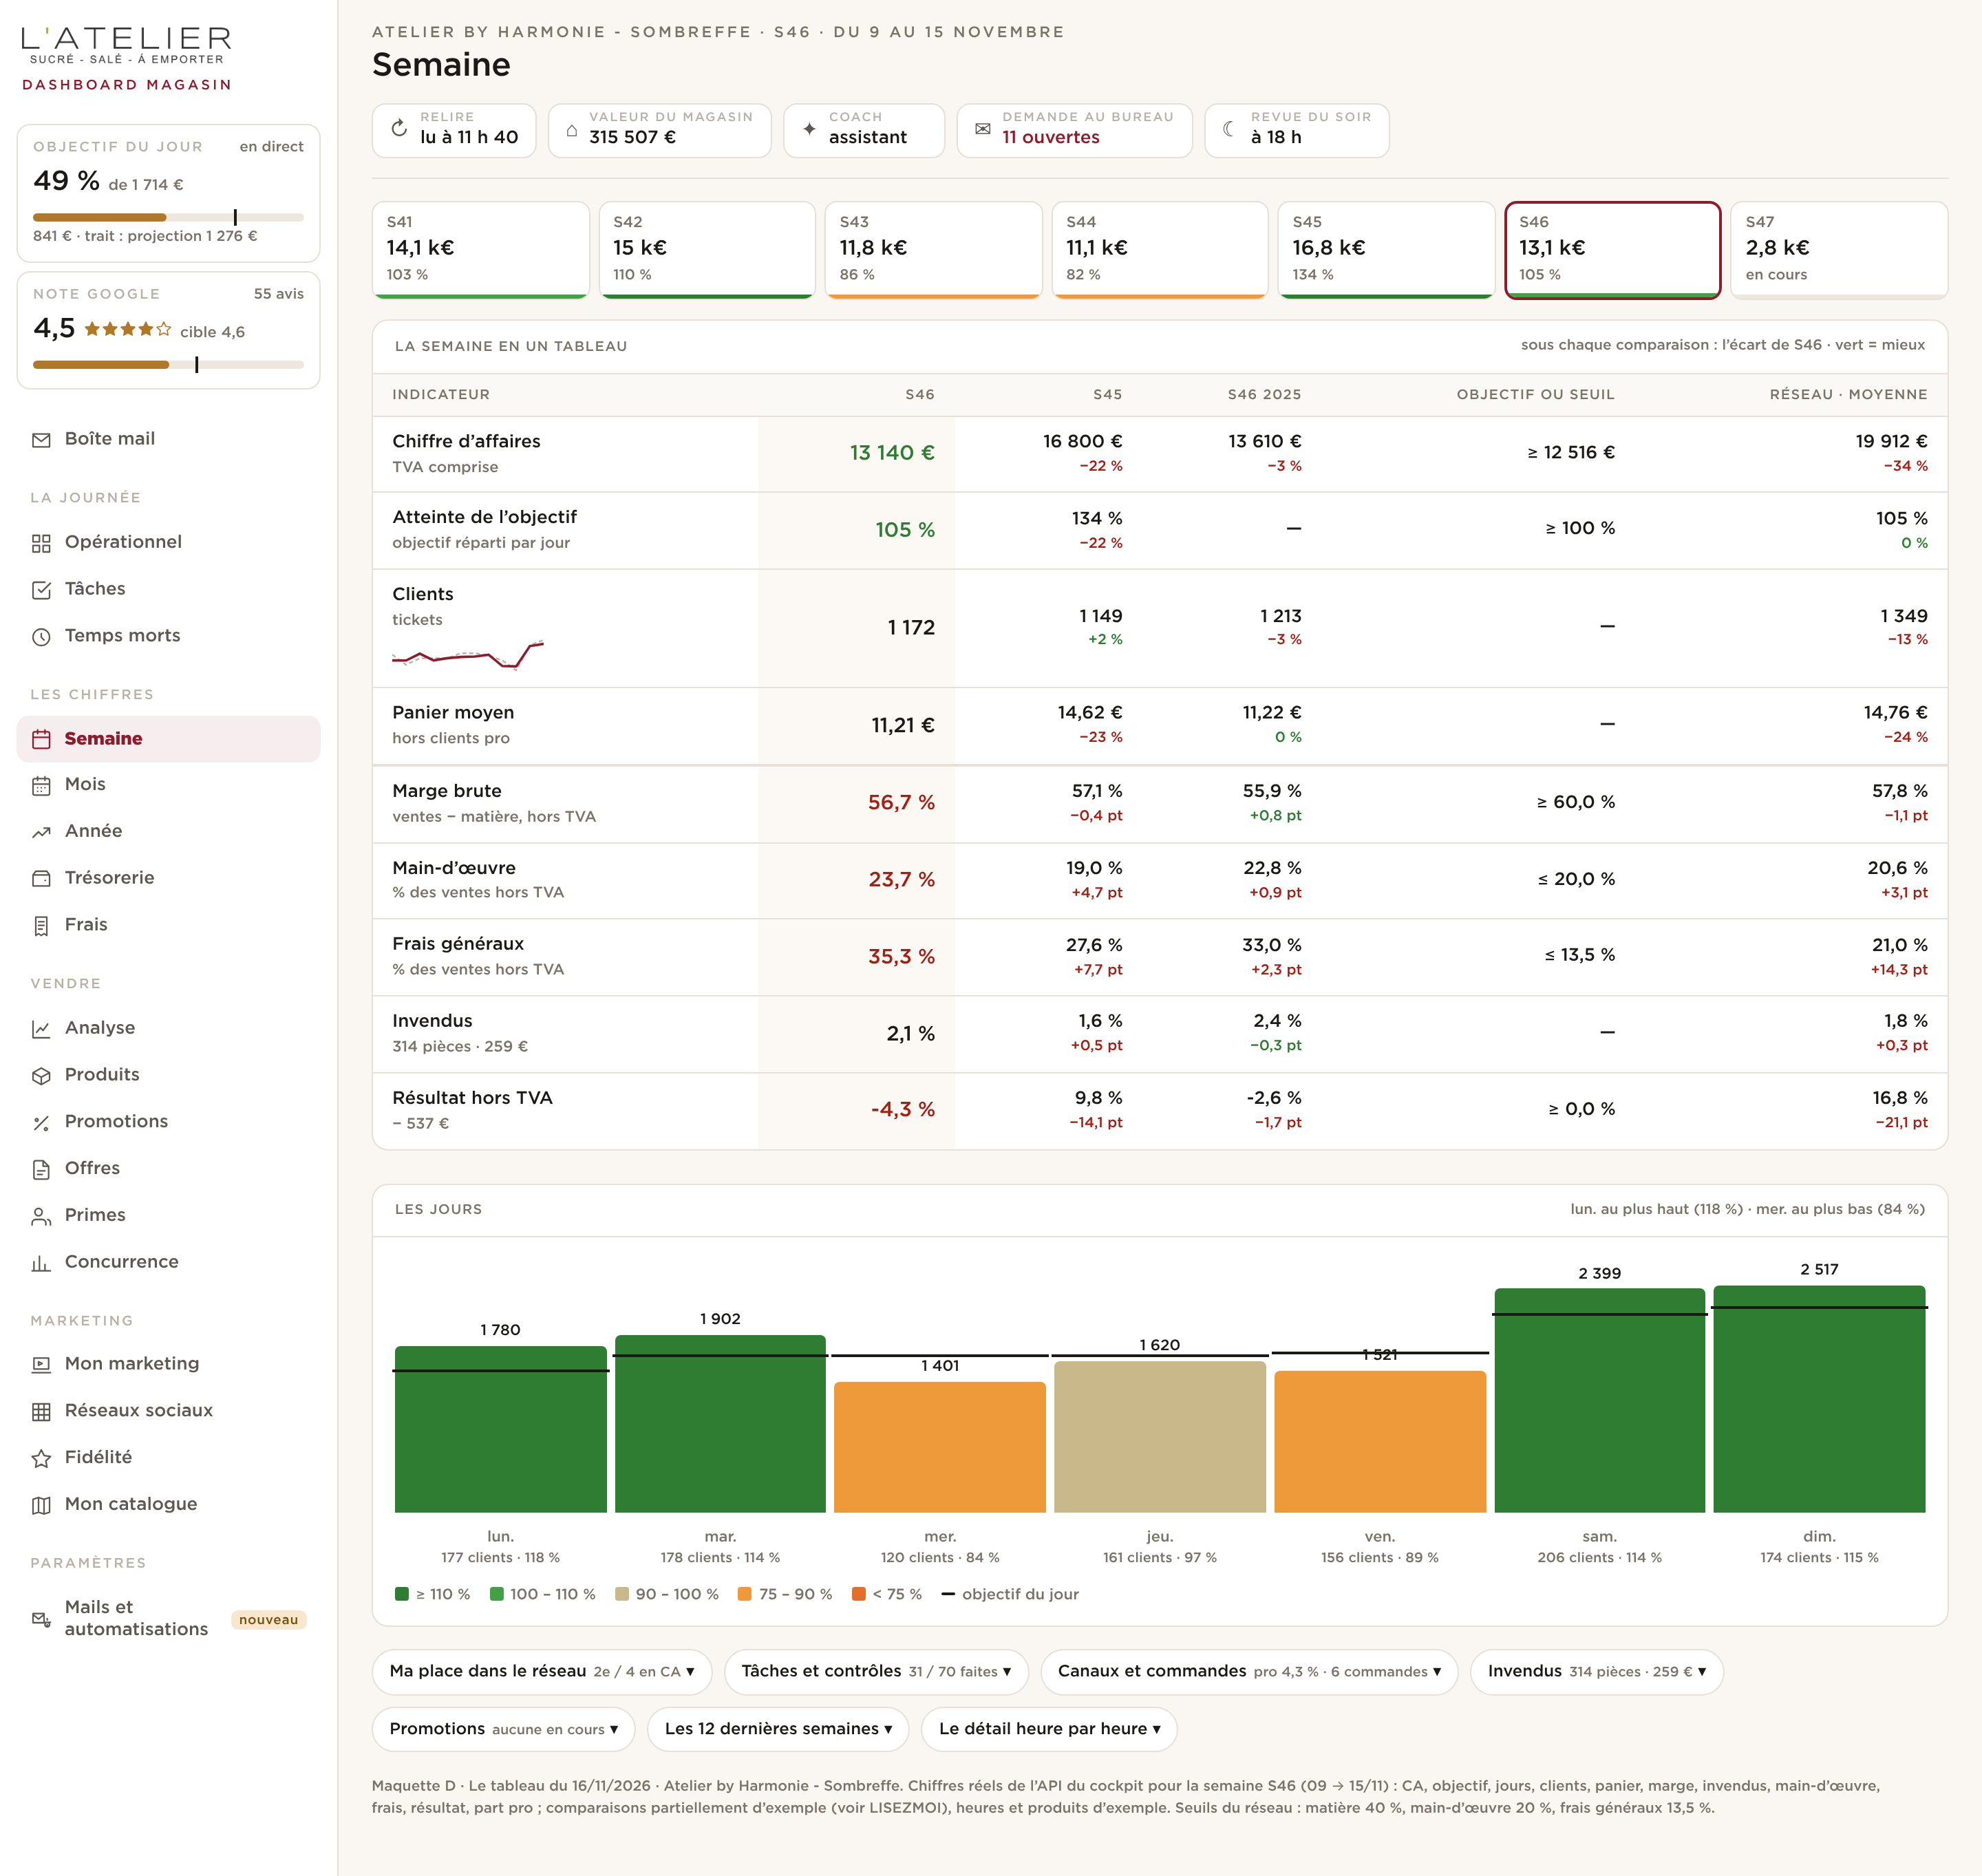 L'ATELIER
SUCRÉ - SALÉ - À EMPORTER
DASHBOARD MAGASIN
OBJECTIF DU JOUR en direct
49 % de 1 714 €
841 € · trait : projection 1 276 €
NOTE GOOGLE 55 avis
4,5 ★★★★☆ cible 4,6
Boîte mail
LA JOURNÉE
Opérationnel
Tâches
Temps morts
LES CHIFFRES
Semaine
Mois
Année
Trésorerie
Frais
VENDRE
Analyse
Produits
Promotions
Offres
Primes
Concurrence
MARKETING
Mon marketing
Réseaux sociaux
Fidélité
Mon catalogue
PARAMÈTRES
Mails et
automatisations nouveau
ATELIER BY HARMONIE - SOMBREFFE · S46 · DU 9 AU 15 NOVEMBRE
Semaine
RELIRE
lu à 11 h 40
VALEUR DU MAGASIN
315 507 €
COACH
assistant
DEMANDE AU BUREAU
11 ouvertes
REVUE DU SOIR
à 18 h
S41
14,1 k€
103 %
S42
15 k€
110 %
S43
11,8 k€
86 %
S44
11,1 k€
82 %
S45
16,8 k€
134 %
S46
13,1 k€
105 %
S47
2,8 k€
en cours
LA SEMAINE EN UN TABLEAU sous chaque comparaison : l’écart de S46 · vert = mieux
INDICATEUR S46 S45 S46 2025 OBJECTIF OU SEUIL RÉSEAU · MOYENNE
Chiffre d’affaires 13 140 € 16 800 € 13 610 € ≥ 12 516 € 19 912 €
TVA comprise −22 % −3 % −34 %
Atteinte de l’objectif 105 % 134 % — ≥ 100 % 105 %
objectif réparti par jour −22 % 0 %
Clients
tickets 1 172 1 149 1 213 — 1 349
+2 % −3 % −13 %
Panier moyen 11,21 € 14,62 € 11,22 € — 14,76 €
hors clients pro −23 % 0 % −24 %
Marge brute 56,7 % 57,1 % 55,9 % ≥ 60,0 % 57,8 %
ventes − matière, hors TVA −0,4 pt +0,8 pt −1,1 pt
Main-d’œuvre 23,7 % 19,0 % 22,8 % ≤ 20,0 % 20,6 %
% des ventes hors TVA +4,7 pt +0,9 pt +3,1 pt
Frais généraux 35,3 % 27,6 % 33,0 % ≤ 13,5 % 21,0 %
% des ventes hors TVA +7,7 pt +2,3 pt +14,3 pt
Invendus 2,1 % 1,6 % 2,4 % — 1,8 %
314 pièces · 259 € +0,5 pt −0,3 pt +0,3 pt
Résultat hors TVA -4,3 % 9,8 % -2,6 % ≥ 0,0 % 16,8 %
− 537 € −14,1 pt −1,7 pt −21,1 pt
LES JOURS lun. au plus haut (118 %) · mer. au plus bas (84 %)
1 780 1 902 1 401 1 620 1 521 2 399 2 517
lun. mar. mer. jeu. ven. sam. dim.
177 clients · 118 % 178 clients · 114 % 120 clients · 84 % 161 clients · 97 % 156 clients · 89 % 206 clients · 114 % 174 clients · 115 %
≥ 110 % 100 – 110 % 90 – 100 % 75 – 90 % < 75 % objectif du jour
Ma place dans le réseau 2e / 4 en CA ▾ Tâches et contrôles 31 / 70 faites ▾ Canaux et commandes pro 4,3 % · 6 commandes ▾ Invendus 314 pièces · 259 € ▾
Promotions aucune en cours ▾ Les 12 dernières semaines ▾ Le détail heure par heure ▾
Maquette D · Le tableau du 16/11/2026 · Atelier by Harmonie - Sombreffe. Chiffres réels de l’API du cockpit pour la semaine S46 (09 → 15/11) : CA, objectif, jours, clients, panier, marge, invendus, main-d’œuvre,
frais, résultat, part pro ; comparaisons partiellement d’exemple (voir LISEZMOI), heures et produits d’exemple. Seuils du réseau : matière 40 %, main-d’œuvre 20 %, frais généraux 13,5 %.